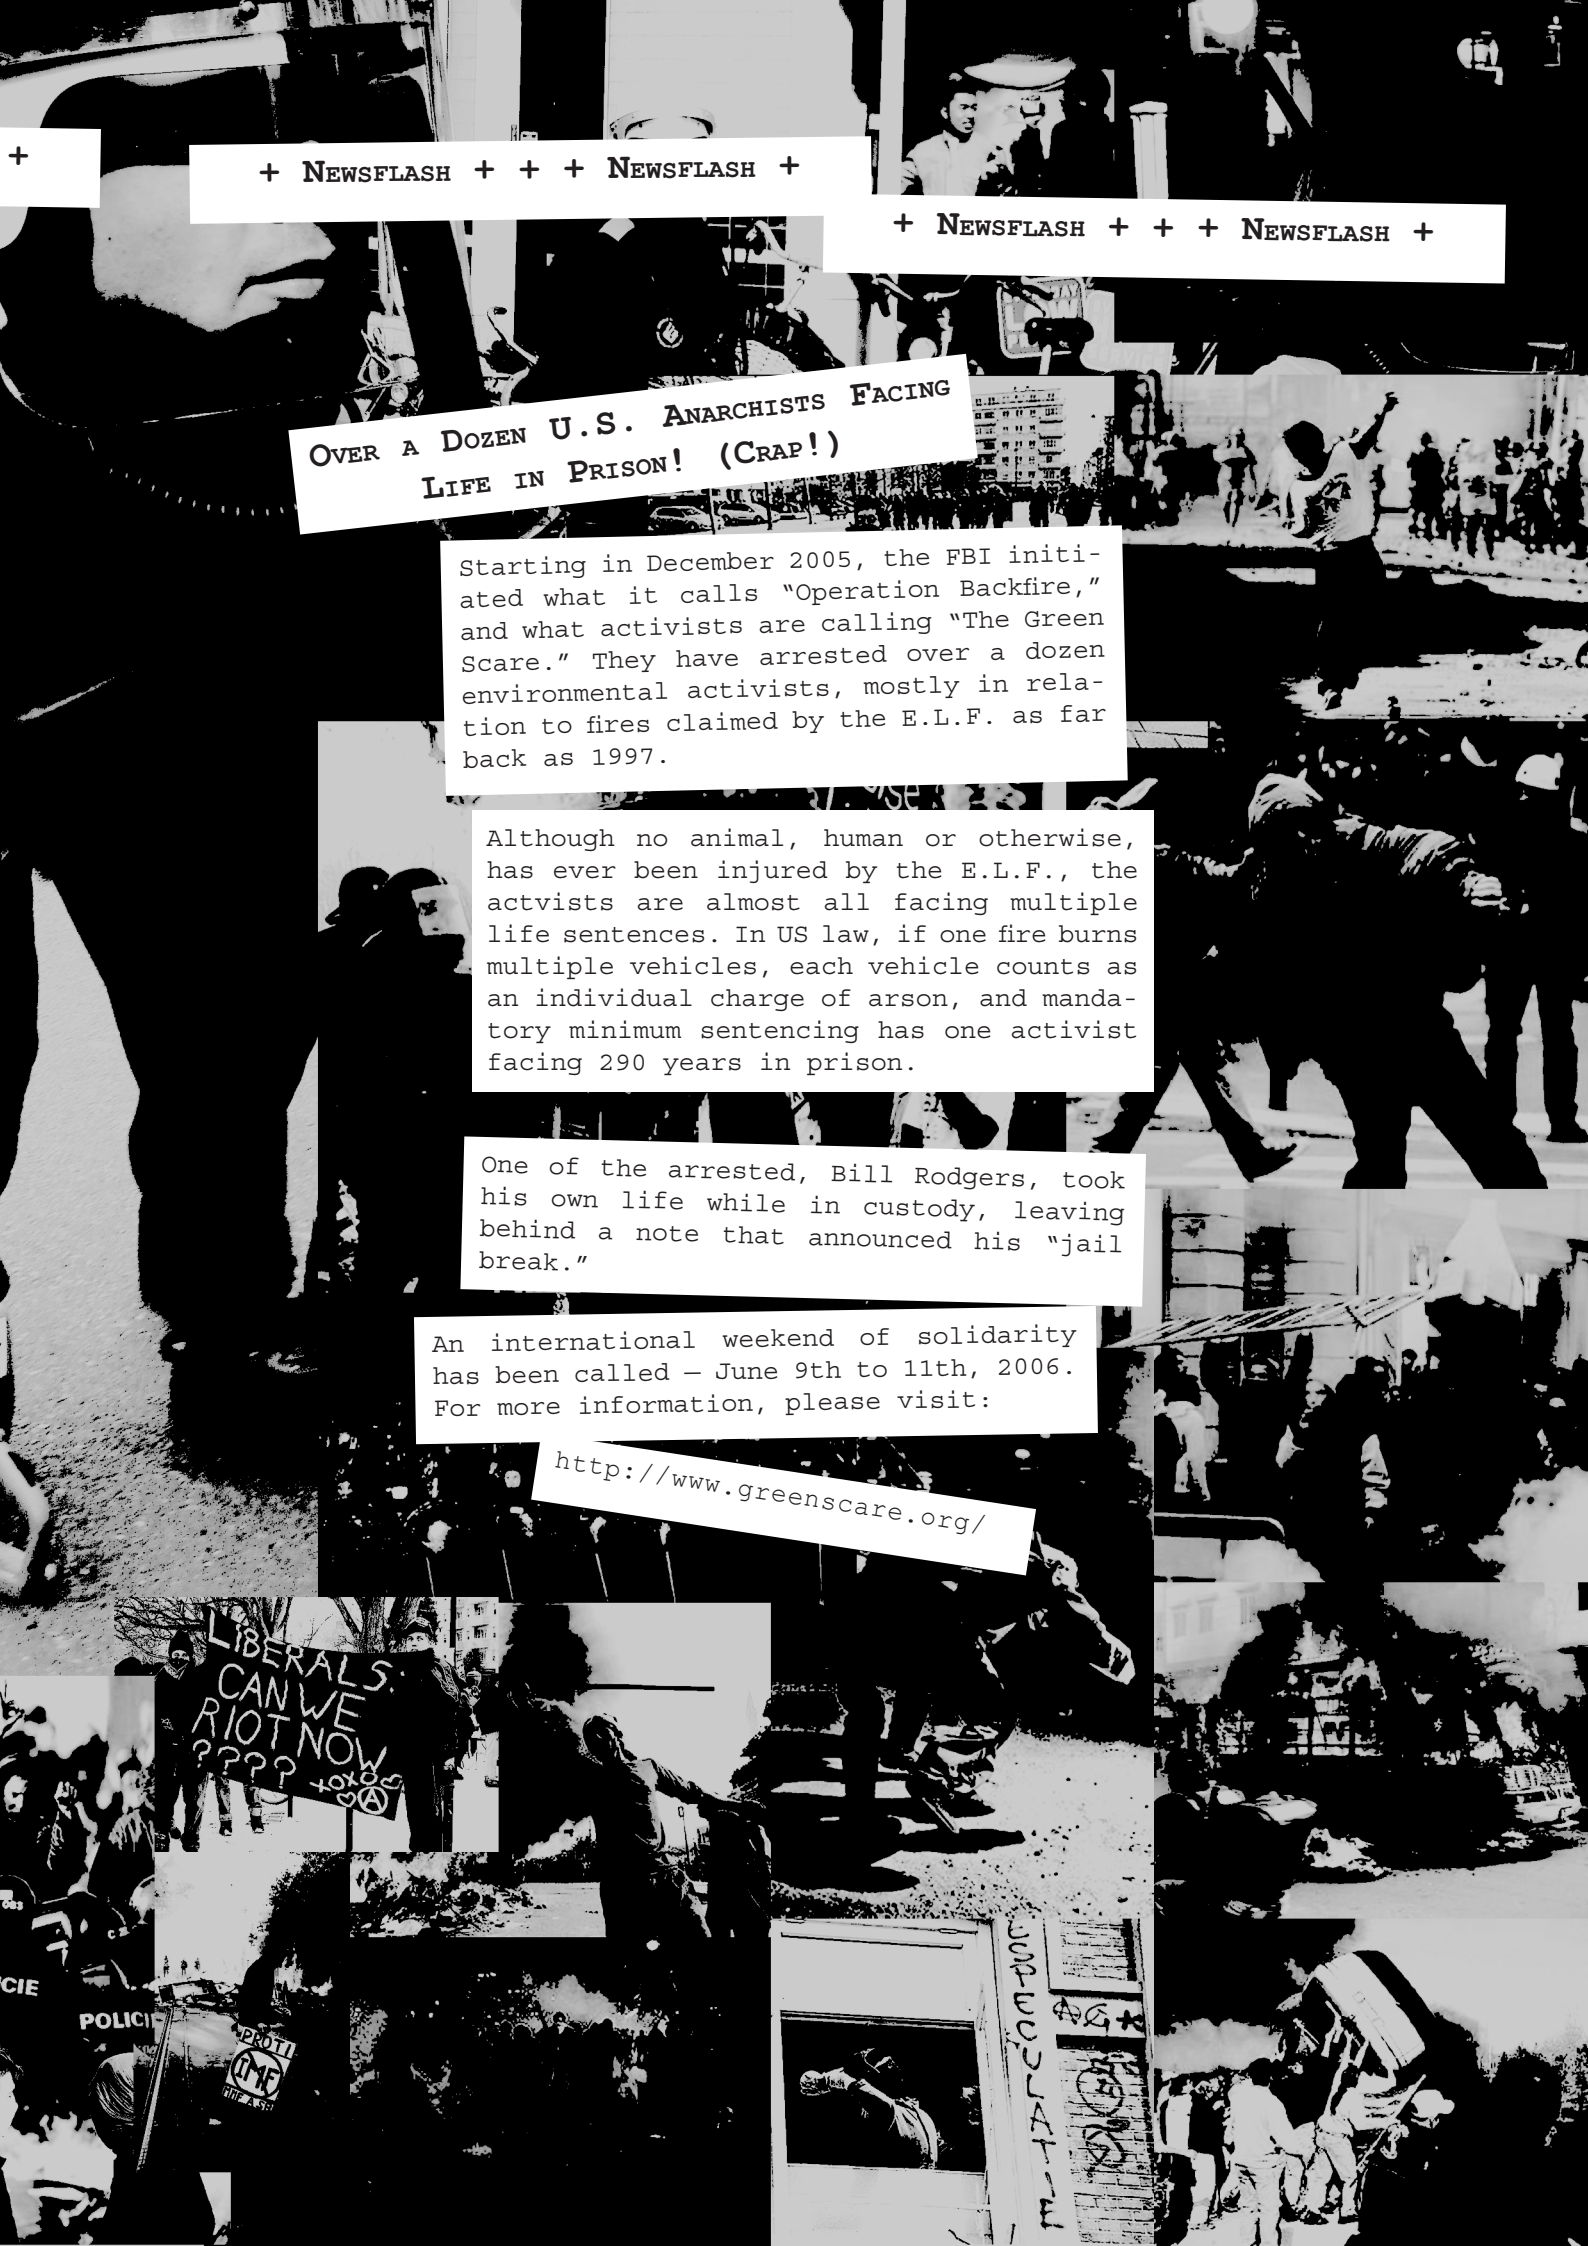 +
+ Newsflash + + + Newsflash +
+ Newsflash + + + Newsflash +
Over a Dozen U.S. Anarchists Facing
Life in Prison! (Crap!)
Starting in December 2005, the FBI initi-
ated what it calls “Operation Backfire,”
and what activists are calling “The Green
Scare.” They have arrested over a dozen
environmental activists, mostly in rela-
tion to fires claimed by the E.L.F. as far
back as 1997.
Although no animal, human or otherwise,
has ever been injured by the E.L.F., the
actvists are almost all facing multiple
life sentences. In US law, if one fire burns
multiple vehicles, each vehicle counts as
an individual charge of arson, and manda-
tory minimum sentencing has one activist
facing 290 years in prison.
One of the arrested, Bill Rodgers, took
his own life while in custody, leaving
behind a note that announced his “jail
break.”
An international weekend of solidarity
has been called — June 9th to 11th, 2006.
For more information, please visit:
http://www.greenscare.org/
LIBERALS:
CAN WE
RIOT NOW
????
xoxo
CIE
POLICI
PROTI
IMF